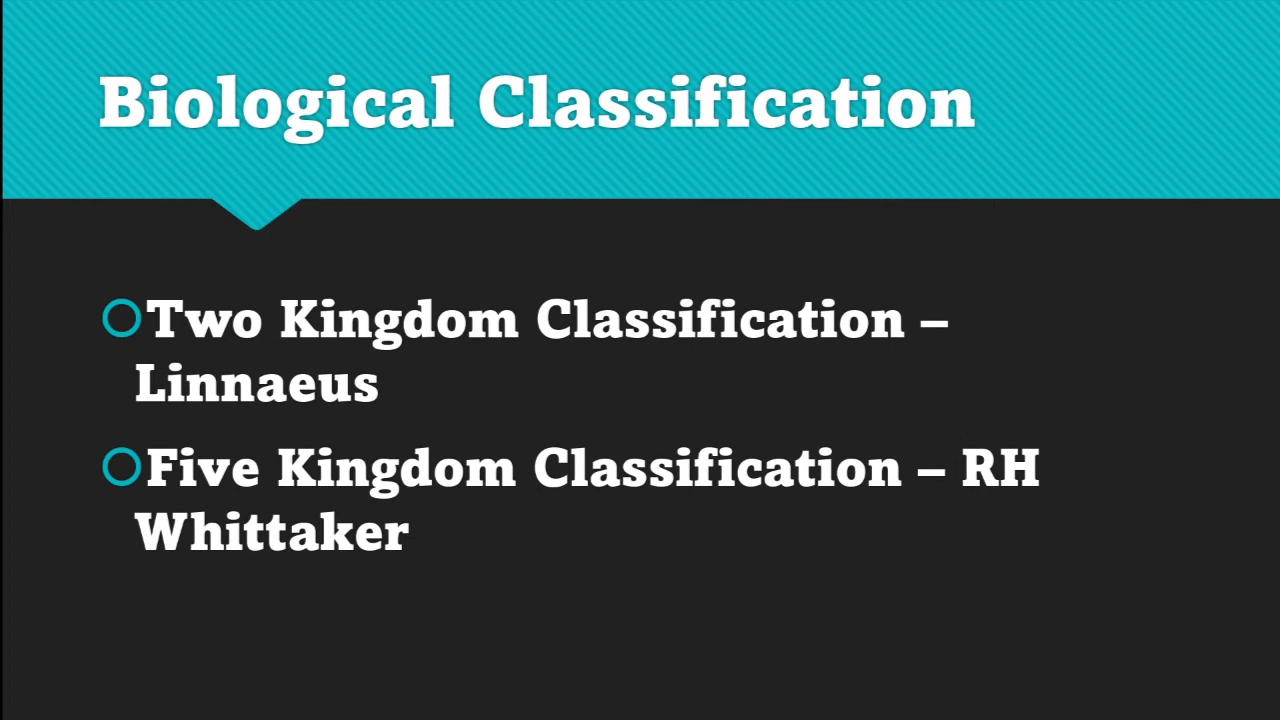 Biological Classification
Two Kingdom Classification –
Linnaeus
Five Kingdom Classification – RH
Whittaker